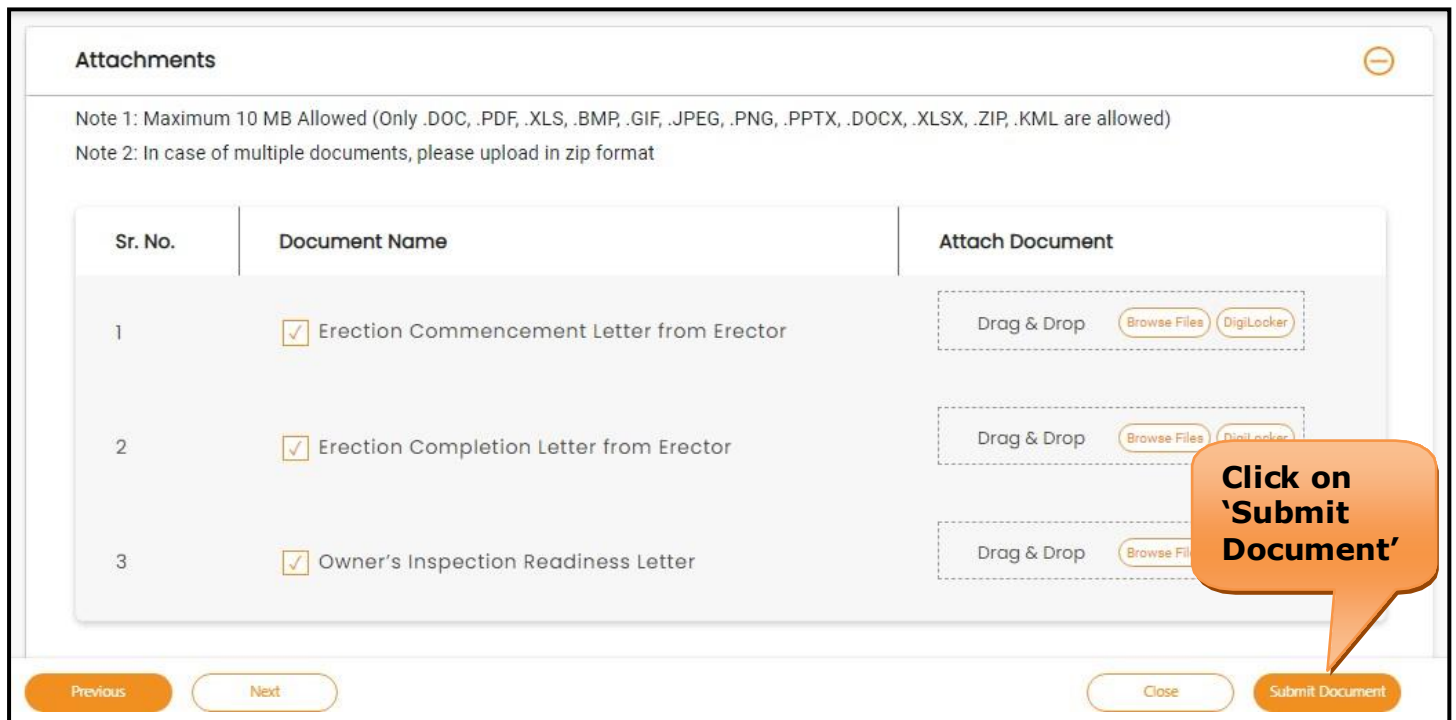 Attachments
Note 1: Maximum 10 MB Allowed (Only .DOC, .PDF, .XLS, .BMP, .GIF, .JPEG, .PNG, .PPTX, .DOCX, .XLSX, .ZIP, .KML are allowed)
Note 2: In case of multiple documents, please upload in zip format
Sr. No. Document Name Attach Document
1 Erection Commencement Letter from Erector Drag & Drop Browse Files DigiLocker
2 Erection Completion Letter from Erector Drag & Drop Browse Files DigiLocker
3 Owner's Inspection Readiness Letter Drag & Drop Browse
Click on
‘Submit
Document’
Previous Next Close Submit Document